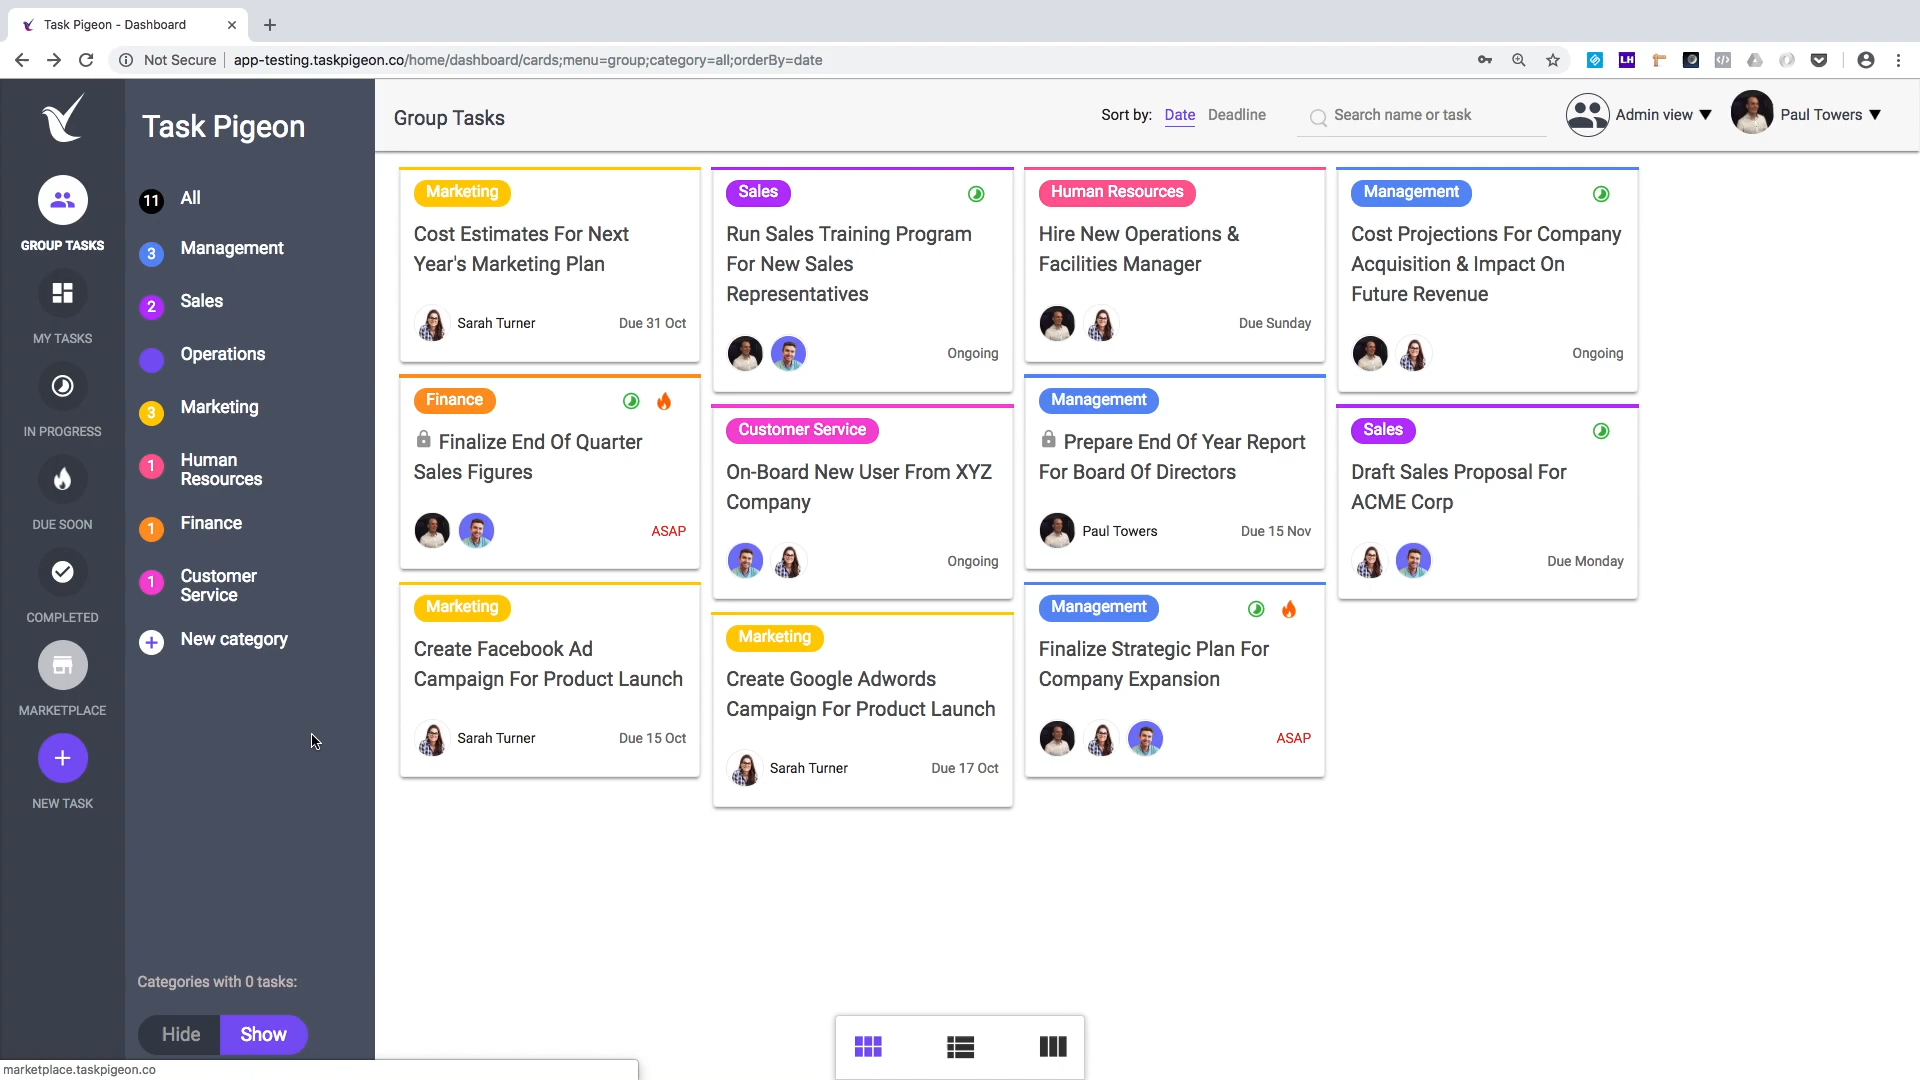 Task Pigeon - Dashboard
Not Secure
app-testing.taskpigeon.co/home/dashboard/cards;menu=group;category=all;orderBy=date
LH
GROUP TASKS
MY TASKS
IN PROGRESS
DUE SOON
COMPLETED
MARKETPLACE
NEW TASK
Task Pigeon
11 All
3 Management
2 Sales
Operations
3 Marketing
1 Human
Resources
1 Finance
1 Customer
Service
New category
Categories with 0 tasks:
Hide Show
marketplace.taskpigeon.co
Group Tasks
Sort by: Date Deadline
Search name or task
Admin view
Paul Towers
Marketing
Cost Estimates For Next
Year's Marketing Plan
Sarah Turner Due 31 Oct
Finance
Finalize End Of Quarter
Sales Figures
ASAP
Marketing
Create Facebook Ad
Campaign For Product Launch
Sarah Turner Due 15 Oct
Sales
Run Sales Training Program
For New Sales
Representatives
Ongoing
Customer Service
On-Board New User From XYZ
Company
Ongoing
Marketing
Create Google Adwords
Campaign For Product Launch
Sarah Turner Due 17 Oct
Human Resources
Hire New Operations &
Facilities Manager
Due Sunday
Management
Prepare End Of Year Report
For Board Of Directors
Paul Towers Due 15 Nov
Management
Finalize Strategic Plan For
Company Expansion
ASAP
Management
Cost Projections For Company
Acquisition & Impact On
Future Revenue
Ongoing
Sales
Draft Sales Proposal For
ACME Corp
Due Monday